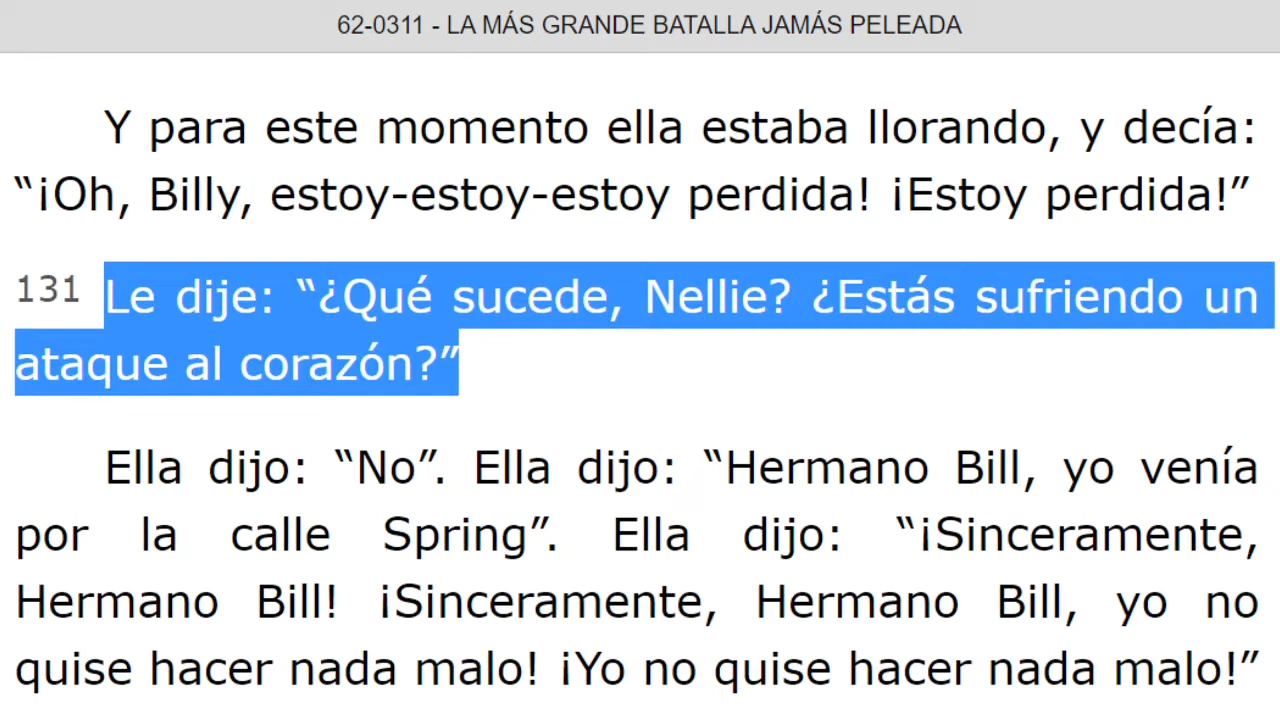 62-0311 - LA MÁS GRANDE BATALLA JAMÁS PELEADA
Y para este momento ella estaba llorando, y decía:
“¡Oh, Billy, estoy-estoy-estoy perdida! ¡Estoy perdida!”
131 Le dije: “¿Qué sucede, Nellie? ¿Estás sufriendo un
ataque al corazón?”
Ella dijo: “No”. Ella dijo: “Hermano Bill, yo venía
por la calle Spring”. Ella dijo: “¡Sinceramente,
Hermano Bill! ¡Sinceramente, Hermano Bill, yo no
quise hacer nada malo! ¡Yo no quise hacer nada malo!”